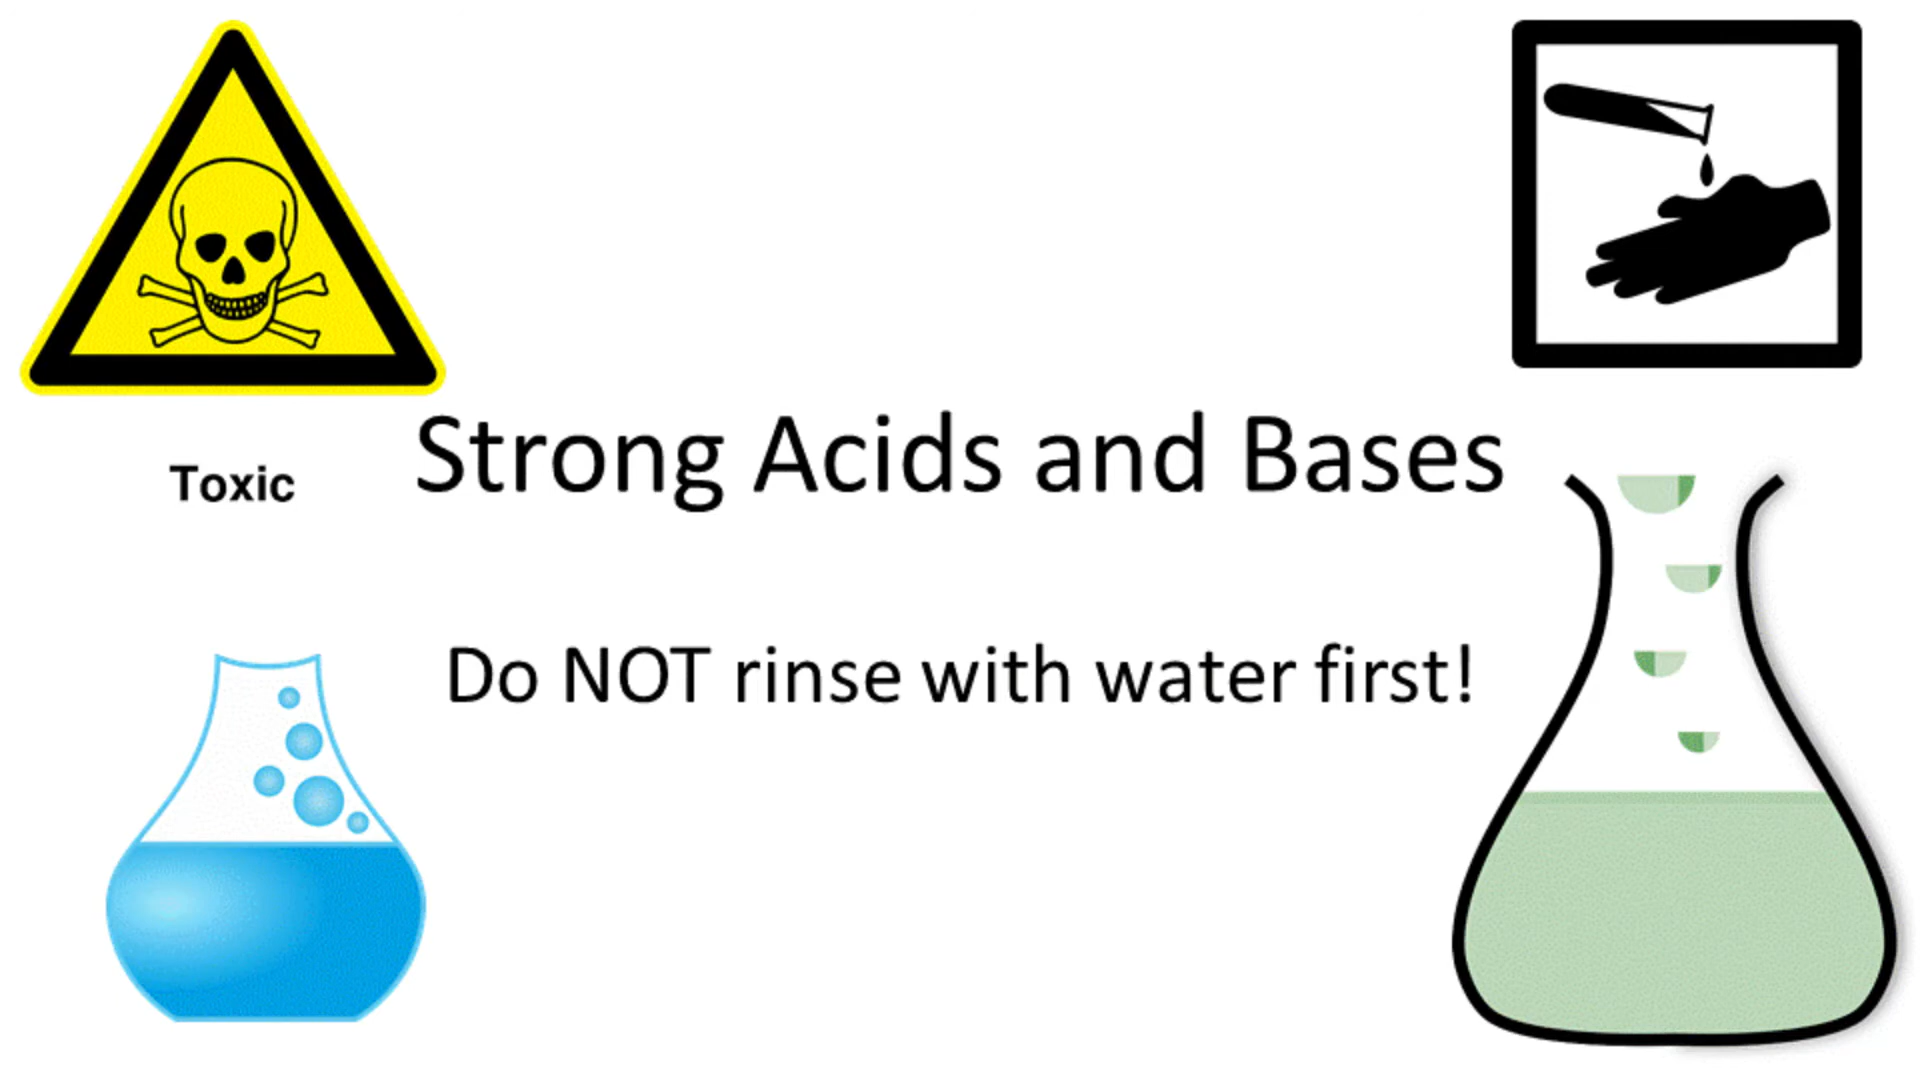 Strong Acids and Bases
Toxic
Do NOT rinse with water first!